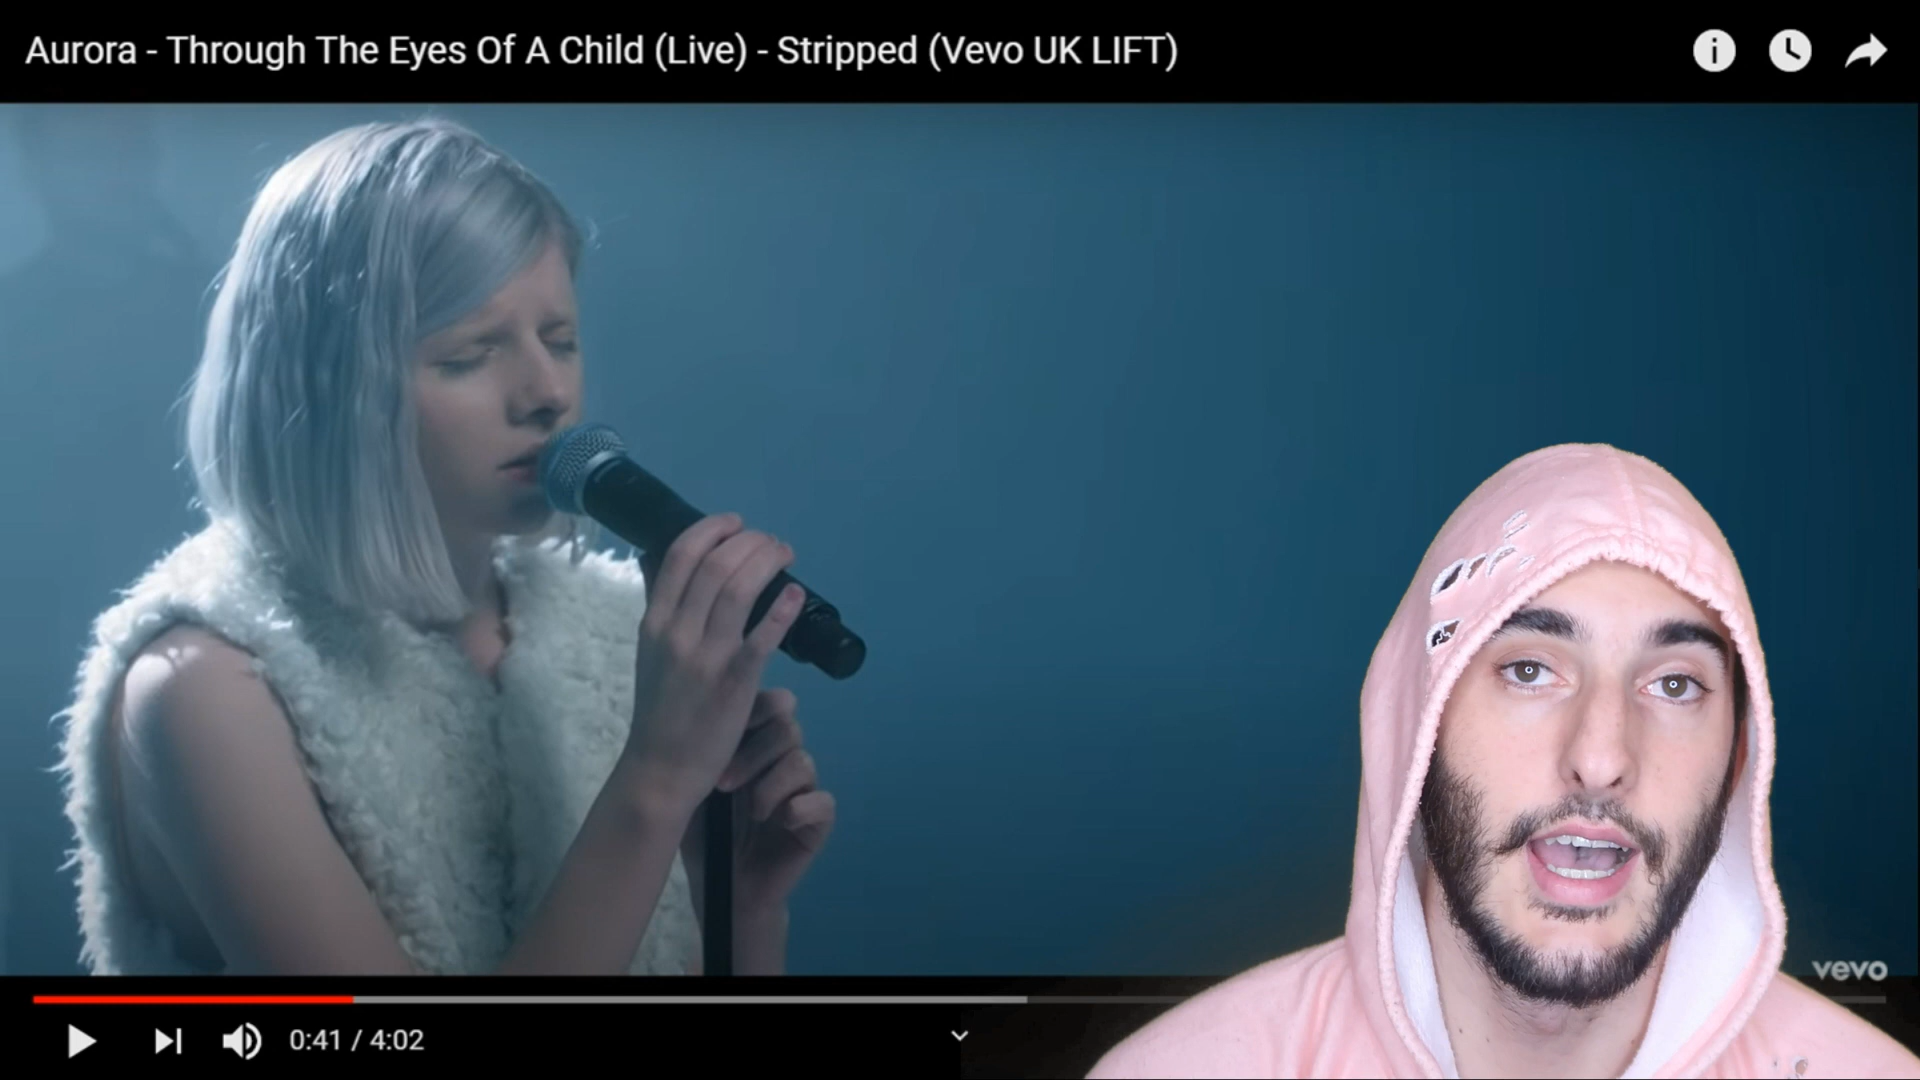 Aurora - Through The Eyes Of A Child (Live) - Stripped (Vevo UK LIFT)
vevo
0:41 / 4:02